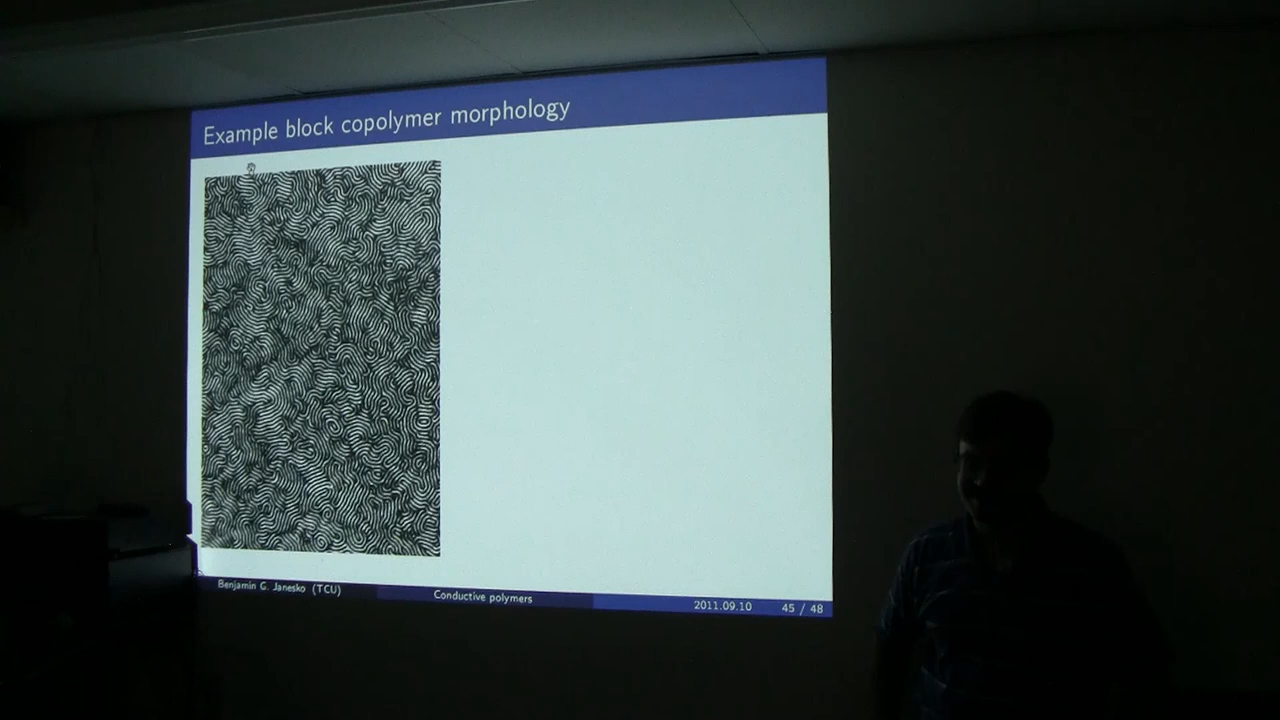 Example block copolymer morphology
Benjamin G. Janesko (TCU)
Conductive polymers
2011.09.10
45 / 48